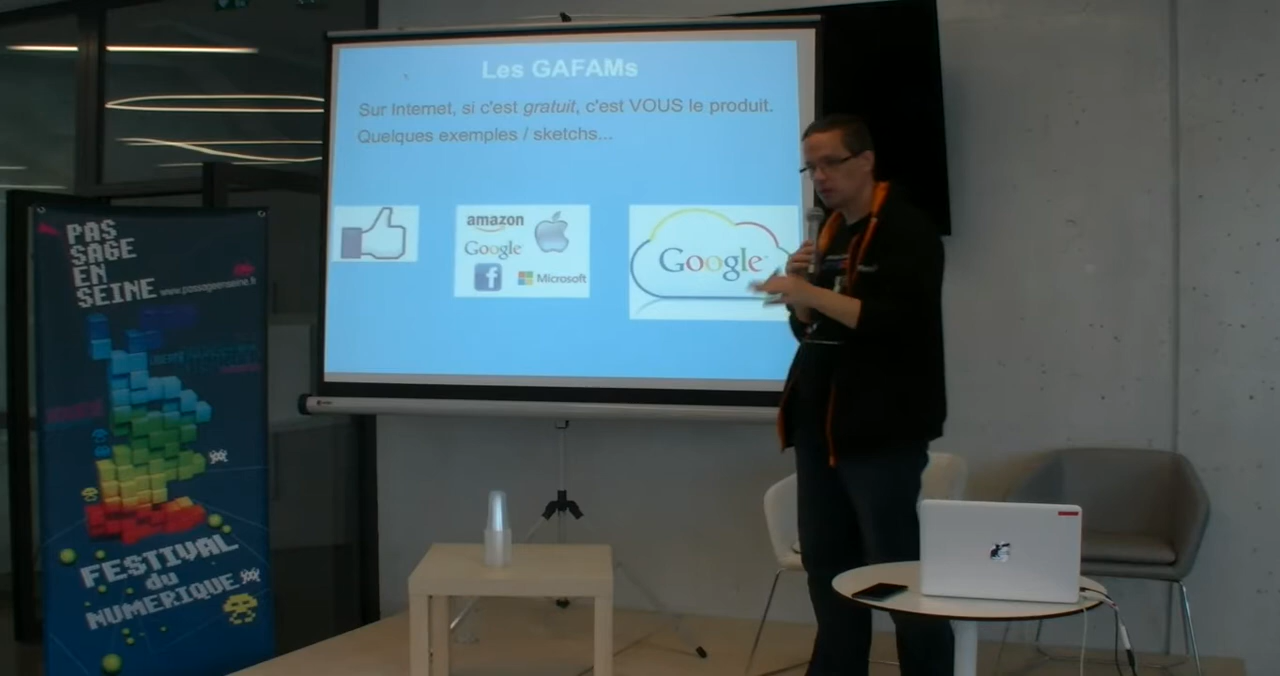 Les GAFAMs
Sur Internet, si c'est gratuit, c'est VOUS le produit.
Quelques exemples / sketchs...
amazon
Google
Microsoft
Google
PAS
SAGE
EN
SEINE www.passageenseine.fr
FESTIVAL
du
NUMERIQUE